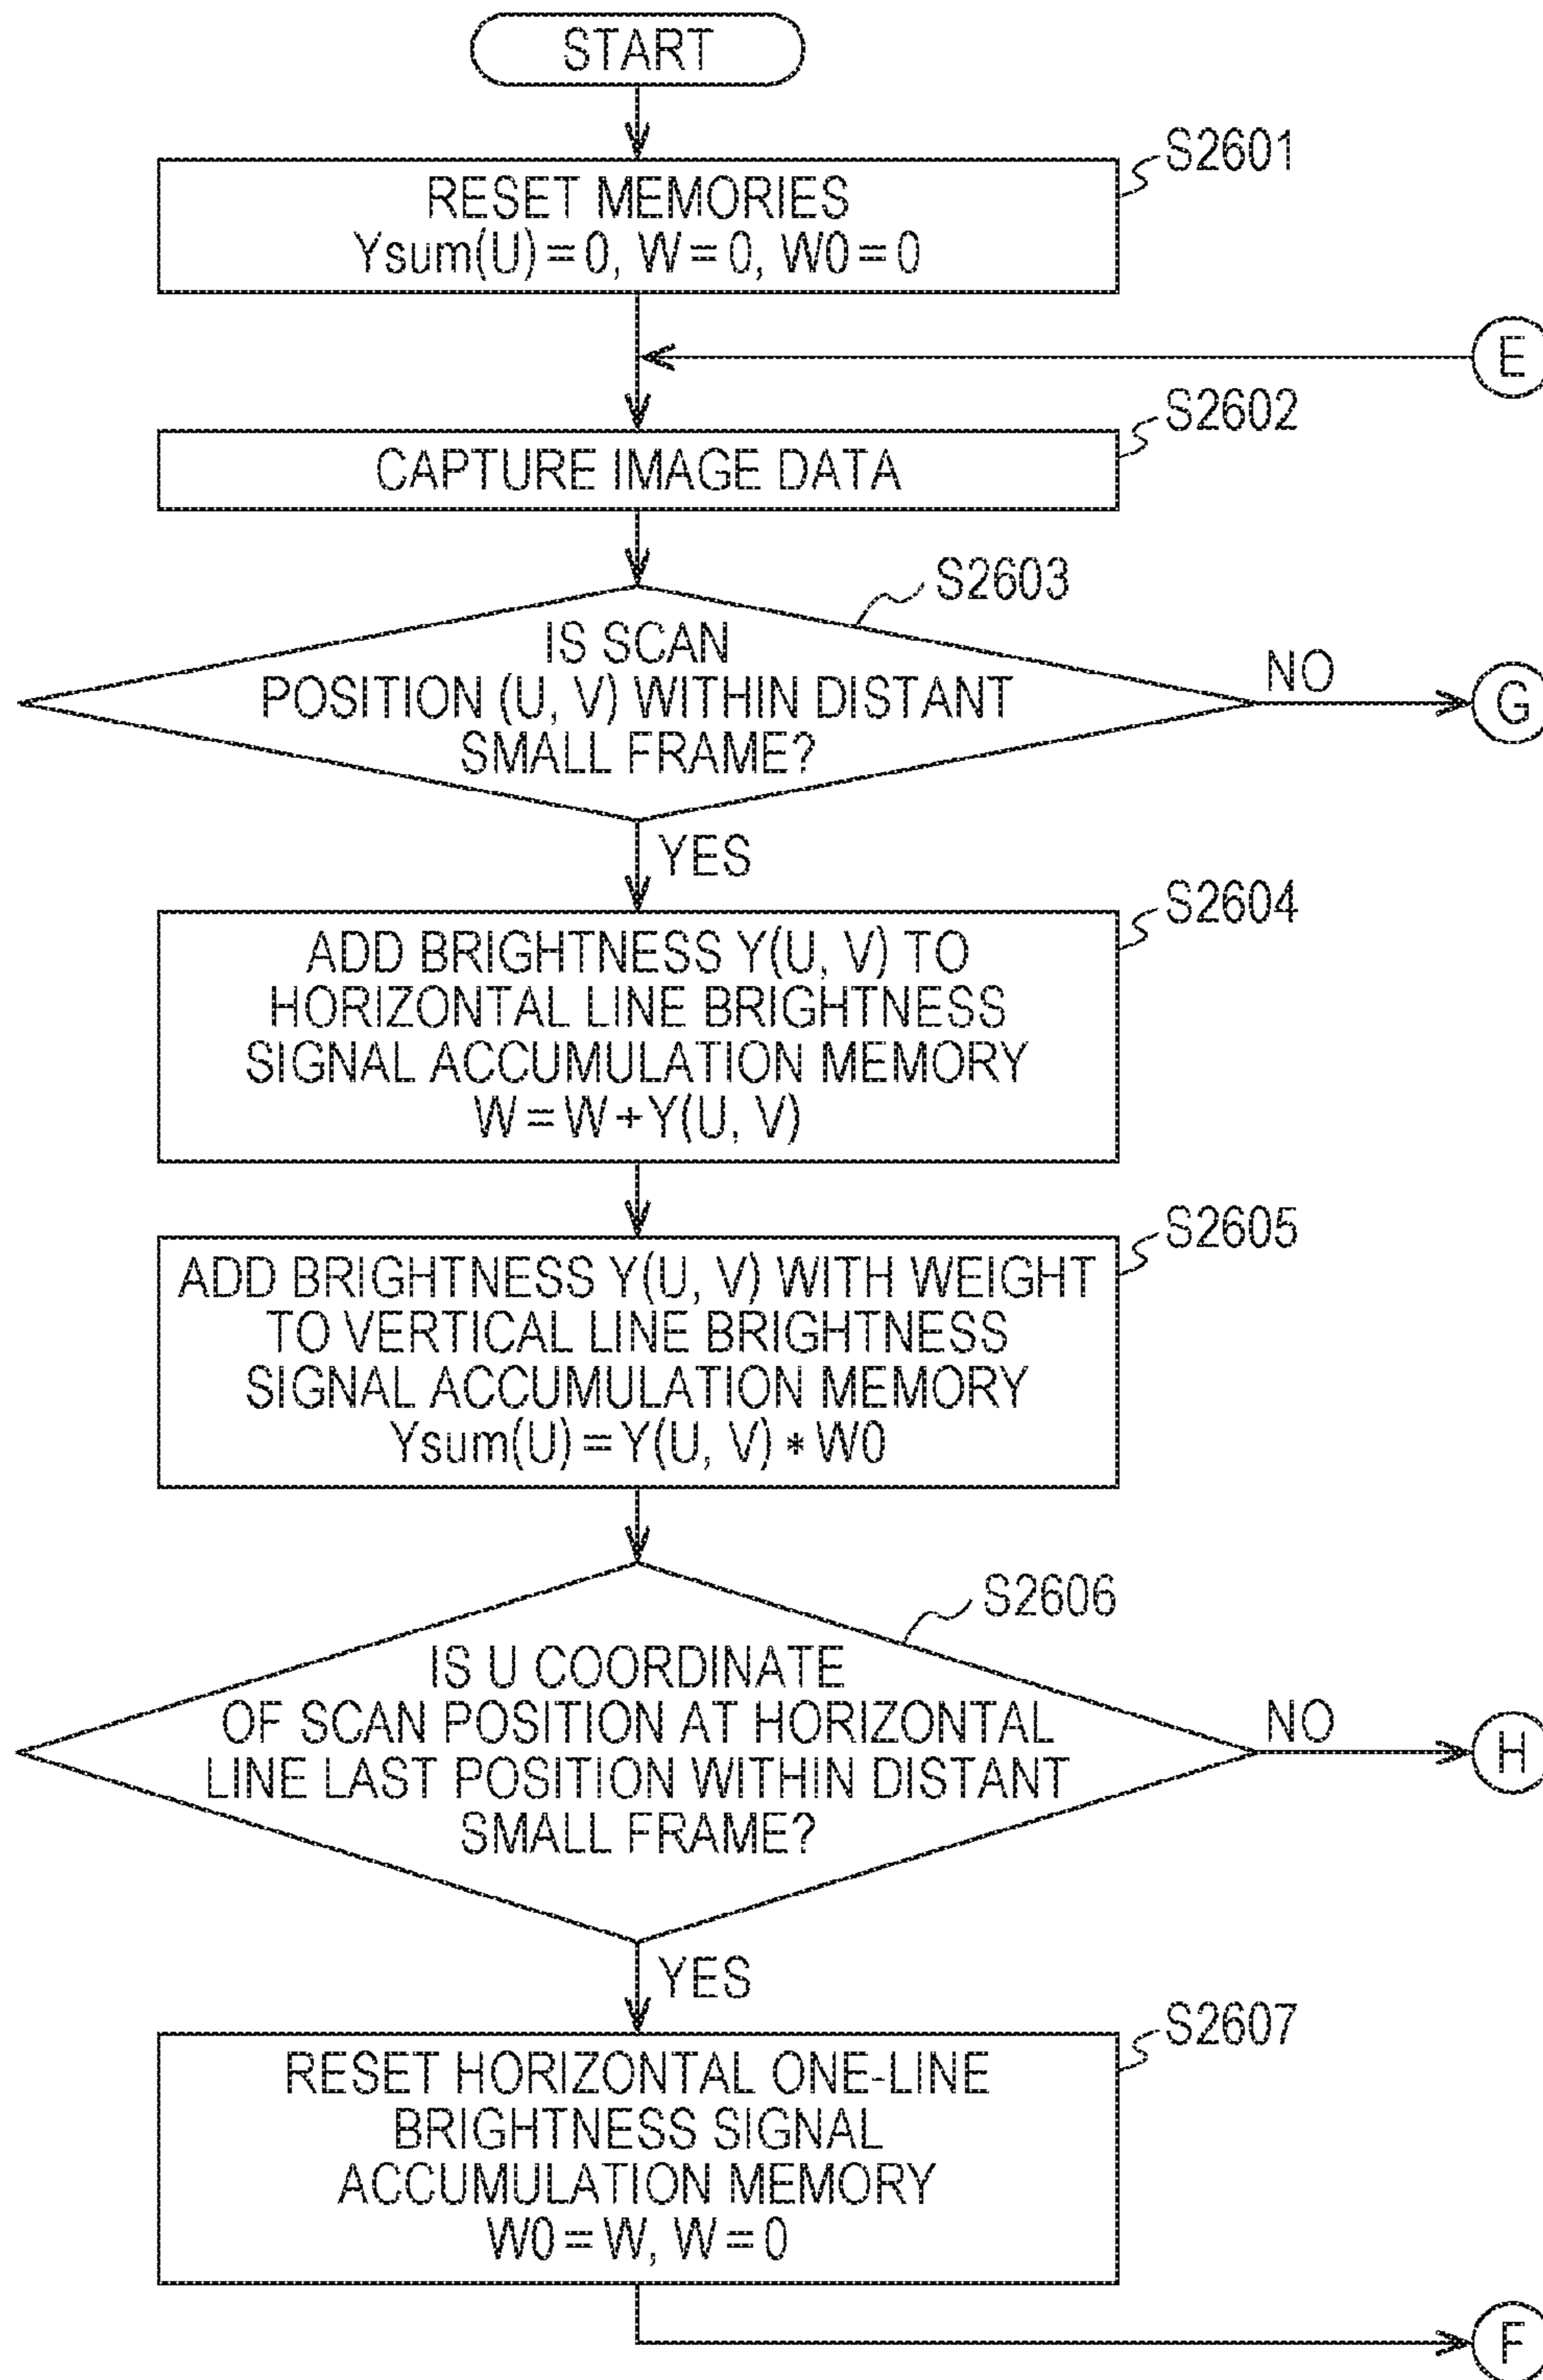 START
S2601
RESET MEMORIES
Ysum(U)=0, W=0, W0=0
E
S2602
CAPTURE IMAGE DATA
S2603
IS SCAN
POSITION (U, V) WITHIN DISTANT
SMALL FRAME?
NO
G
YES
S2604
ADD BRIGHTNESS Y(U, V) TO
HORIZONTAL LINE BRIGHTNESS
SIGNAL ACCUMULATION MEMORY
W=W+Y(U, V)
S2605
ADD BRIGHTNESS Y(U, V) WITH WEIGHT
TO VERTICAL LINE BRIGHTNESS
SIGNAL ACCUMULATION MEMORY
Ysum(U)=Y(U, V)*W0
S2606
IS U COORDINATE
OF SCAN POSITION AT HORIZONTAL
LINE LAST POSITION WITHIN DISTANT
SMALL FRAME?
NO
H
YES
S2607
RESET HORIZONTAL ONE-LINE
BRIGHTNESS SIGNAL
ACCUMULATION MEMORY
W0=W, W=0
F